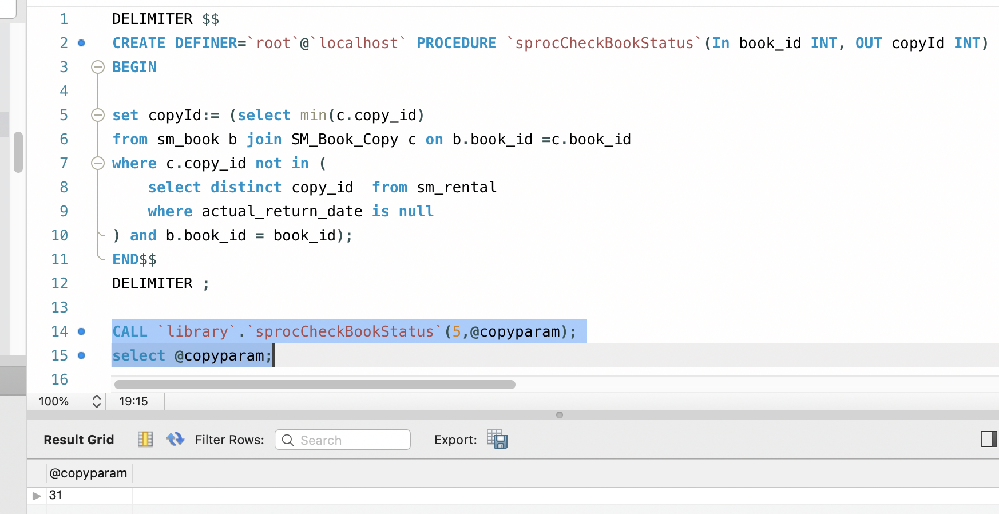 1 DELIMITER $$
2 CREATE DEFINER=`root`@`localhost` PROCEDURE `sprocCheckBookStatus`(In book_id INT, OUT copyId INT)
3 BEGIN
4
5 set copyId:= (select min(c.copy_id)
6 from sm_book b join SM_Book_Copy c on b.book_id =c.book_id
7 where c.copy_id not in (
8     select distinct copy_id  from sm_rental
9     where actual_return_date is null
10 ) and b.book_id = book_id);
11 END$$
12 DELIMITER ;
13
14 CALL `library`.`sprocCheckBookStatus`(5,@copyparam);
15 select @copyparam;
16
100% 19:15
Result Grid Filter Rows: Search Export:
@copyparam
31